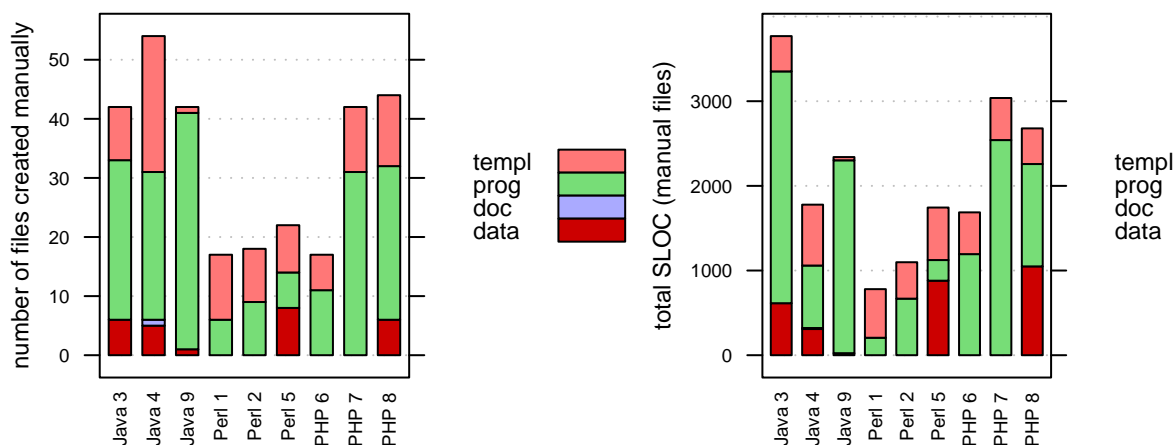 number of files created manually
50
40
30
20
10
0
Java 3
Java 4
Java 9
Perl 1
Perl 2
Perl 5
PHP 6
PHP 7
PHP 8
templ
prog
doc
data
total SLOC (manual files)
3000
2000
1000
0
Java 3
Java 4
Java 9
Perl 1
Perl 2
Perl 5
PHP 6
PHP 7
PHP 8
templ
prog
doc
data